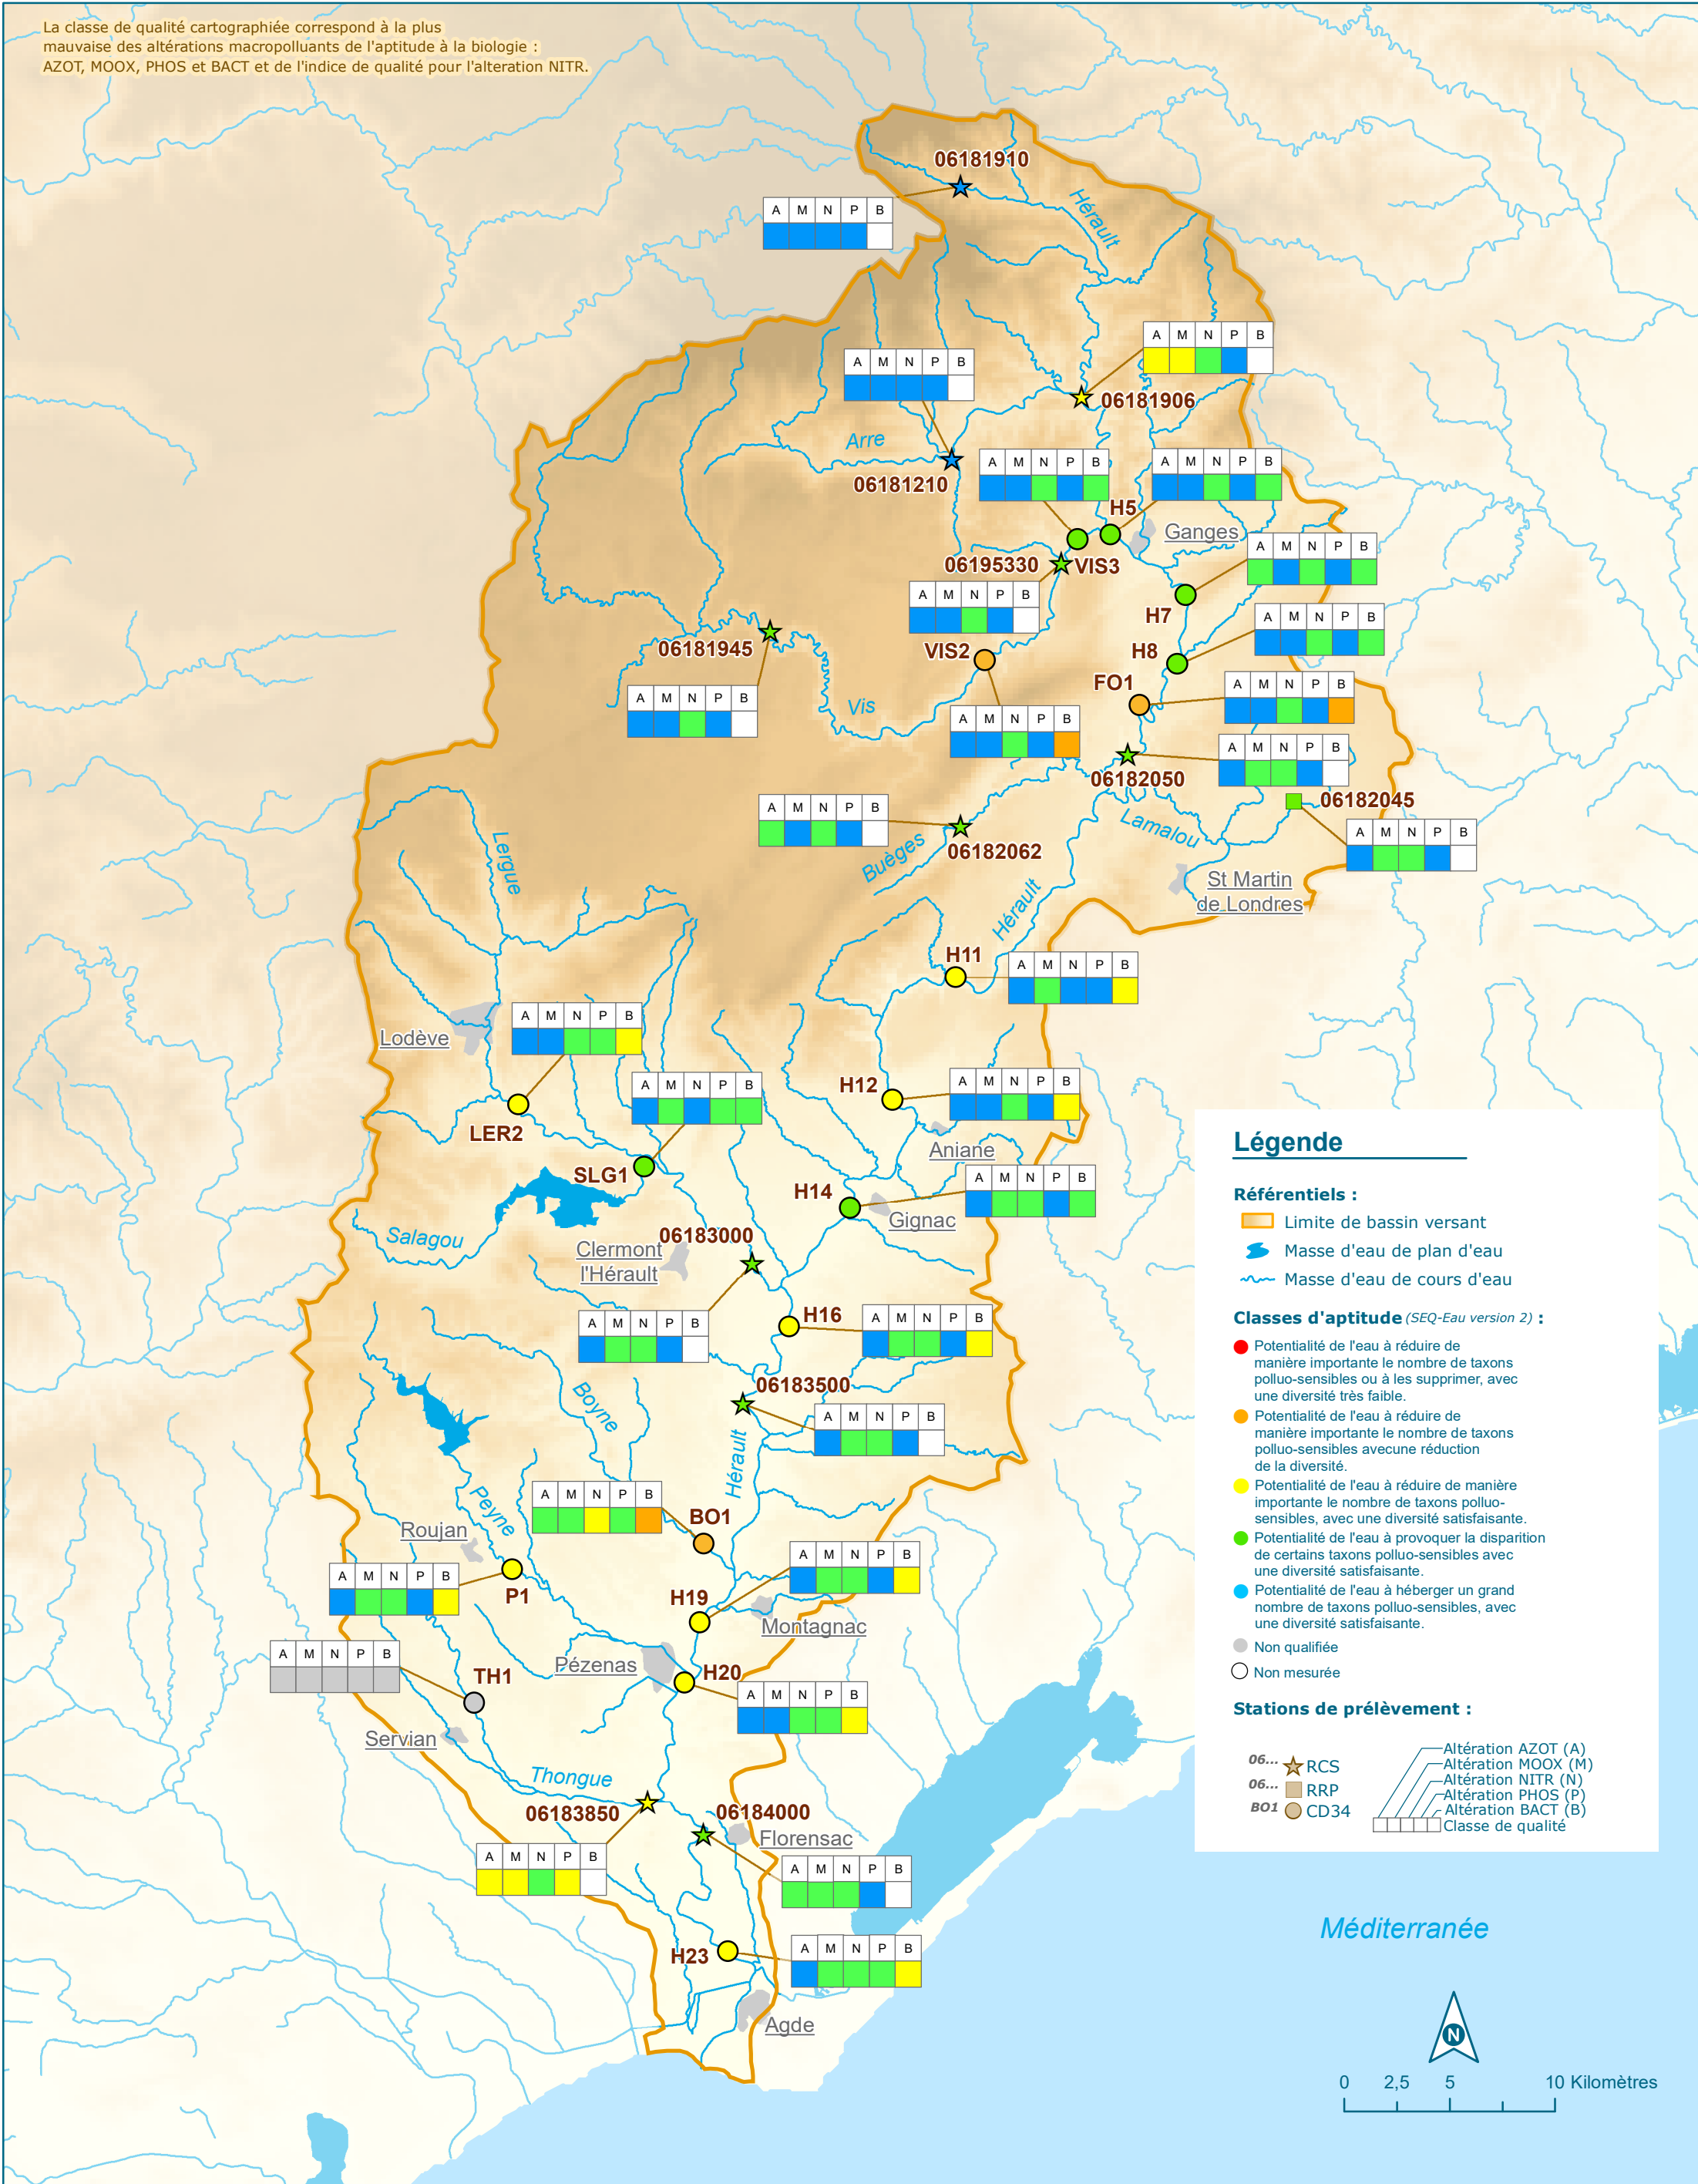 La classe de qualité cartographiée correspond à la plus
mauvaise des altérations macropolluants de l'aptitude à la biologie :
AZOT, MOOX, PHOS et BACT et de l'indice de qualité pour l'alteration NITR.
06181910
A M N P B
Hérault
A M N P B
06181906
A M N P B
Arre
06181210
A M N P B
A M N P B
H5
Ganges
A M N P B
06195330
VIS3
A M N P B
H7
A M N P B
H8
06181945
A M N P B
VIS2
FO1
A M N P B
Vis
A M N P B
A M N P B
06182050
06182045
A M N P B
A M N P B
06182062
Buèges
Lamalou
Lergue
St Martin
de Londres
Hérault
H11
A M N P B
Lodève
A M N P B
LER2
A M N P B
SLG1
H12
A M N P B
Aniane
H14
A M N P B
Gignac
Salagou
06183000
Clermont
l'Hérault
A M N P B
H16
A M N P B
06183500
A M N P B
Boyne
Hérault
Peyne
A M N P B
BO1
Roujan
A M N P B
P1
A M N P B
H19
Montagnac
A M N P B
TH1
Pézenas
H20
A M N P B
Servian
Thongue
06183850
06184000
Florensac
A M N P B
A M N P B
H23
A M N P B
Agde
Légende
Référentiels :
Limite de bassin versant
Masse d'eau de plan d'eau
Masse d'eau de cours d'eau
Classes d'aptitude (SEQ-Eau version 2) :
Potentialité de l'eau à réduire de
manière importante le nombre de taxons
polluo-sensibles ou à les supprimer, avec
une diversité très faible.
Potentialité de l'eau à réduire de
manière importante le nombre de taxons
polluo-sensibles avecune réduction
de la diversité.
Potentialité de l'eau à réduire de manière
importante le nombre de taxons polluo-
sensibles, avec une diversité satisfaisante.
Potentialité de l'eau à provoquer la disparition
de certains taxons polluo-sensibles avec
une diversité satisfaisante.
Potentialité de l'eau à héberger un grand
nombre de taxons polluo-sensibles, avec
une diversité satisfaisante.
Non qualifiée
Non mesurée
Stations de prélèvement :
06... RCS
06... RRP
BO1 CD34
Altération AZOT (A)
Altération MOOX (M)
Altération NITR (N)
Altération PHOS (P)
Altération BACT (B)
Classe de qualité
Méditerranée
N
0 2,5 5 10 Kilomètres